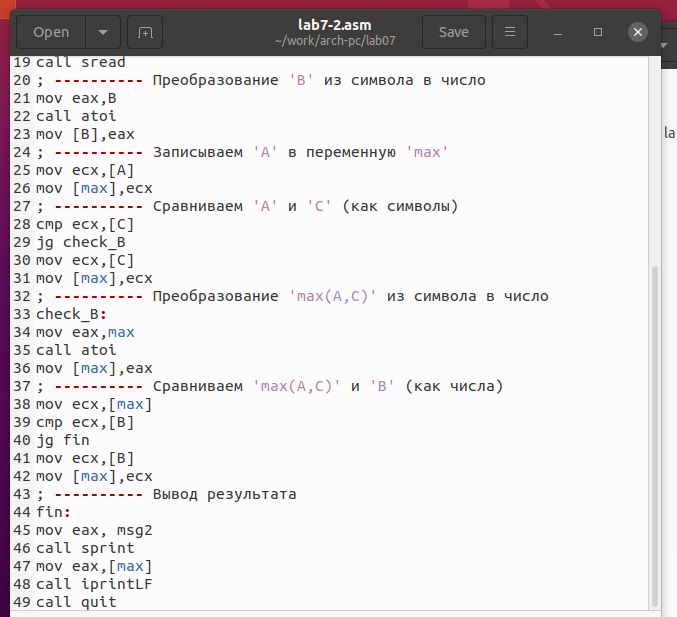 Open
lab7-2.asm
~/work/arch-pc/lab07
Save
19 call sread
20 ; ---------- Преобразование 'B' из символа в число
21 mov eax,B
22 call atoi
23 mov [B],eax
24 ; ---------- Записываем 'A' в переменную 'max'
25 mov ecx,[A]
26 mov [max],ecx
27 ; ---------- Сравниваем 'A' и 'C' (как символы)
28 cmp ecx,[C]
29 jg check_B
30 mov ecx,[C]
31 mov [max],ecx
32 ; ---------- Преобразование 'max(A,C)' из символа в число
33 check_B:
34 mov eax,max
35 call atoi
36 mov [max],eax
37 ; ---------- Сравниваем 'max(A,C)' и 'B' (как числа)
38 mov ecx,[max]
39 cmp ecx,[B]
40 jg fin
41 mov ecx,[B]
42 mov [max],ecx
43 ; ---------- Вывод результата
44 fin:
45 mov eax, msg2
46 call sprint
47 mov eax,[max]
48 call iprintLF
49 call quit
la